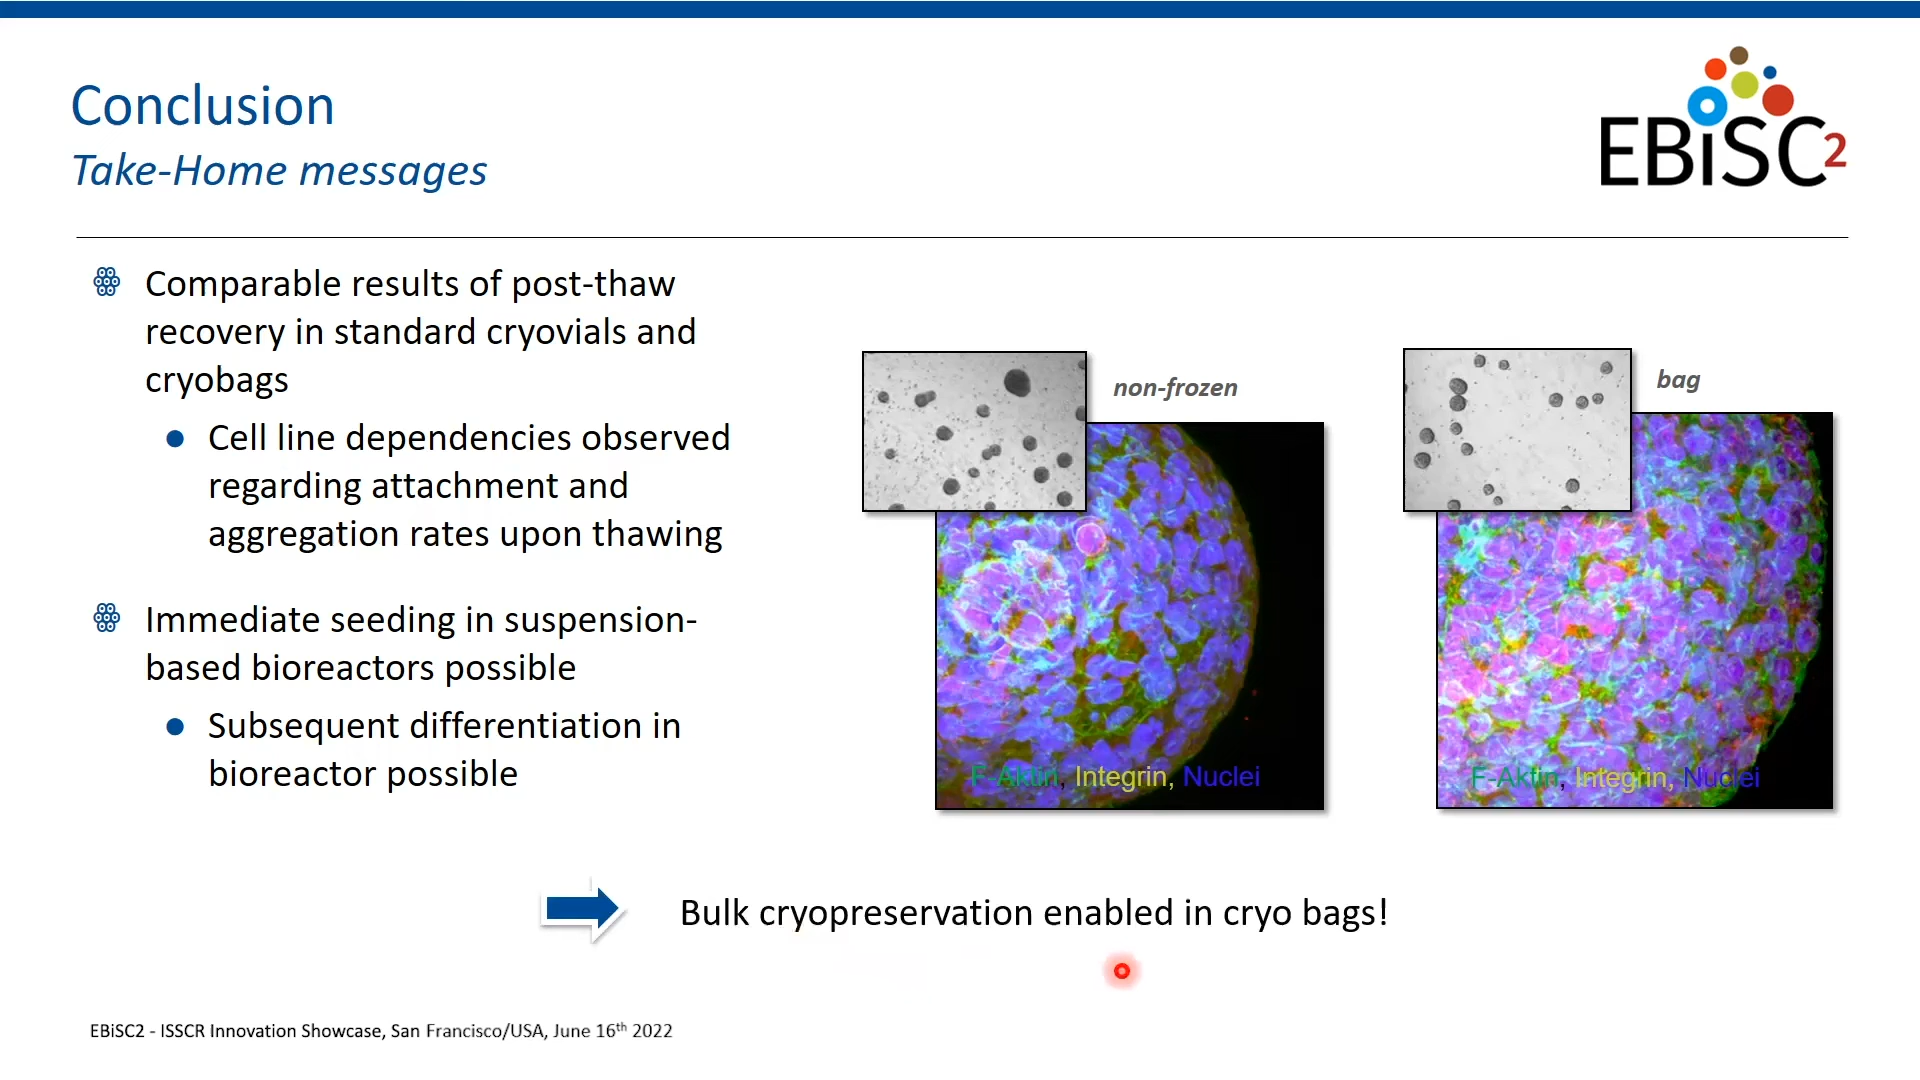 Conclusion
Take-Home messages
EBiSC2
Comparable results of post-thaw
recovery in standard cryovials and
cryobags
Cell line dependencies observed
regarding attachment and
aggregation rates upon thawing
Immediate seeding in suspension-
based bioreactors possible
Subsequent differentiation in
bioreactor possible
non-frozen
F-Aktin, Integrin, Nuclei
bag
F-Aktin, Integrin, Nuclei
Bulk cryopreservation enabled in cryo bags!
EBiSC2 - ISSCR Innovation Showcase, San Francisco/USA, June 16th 2022